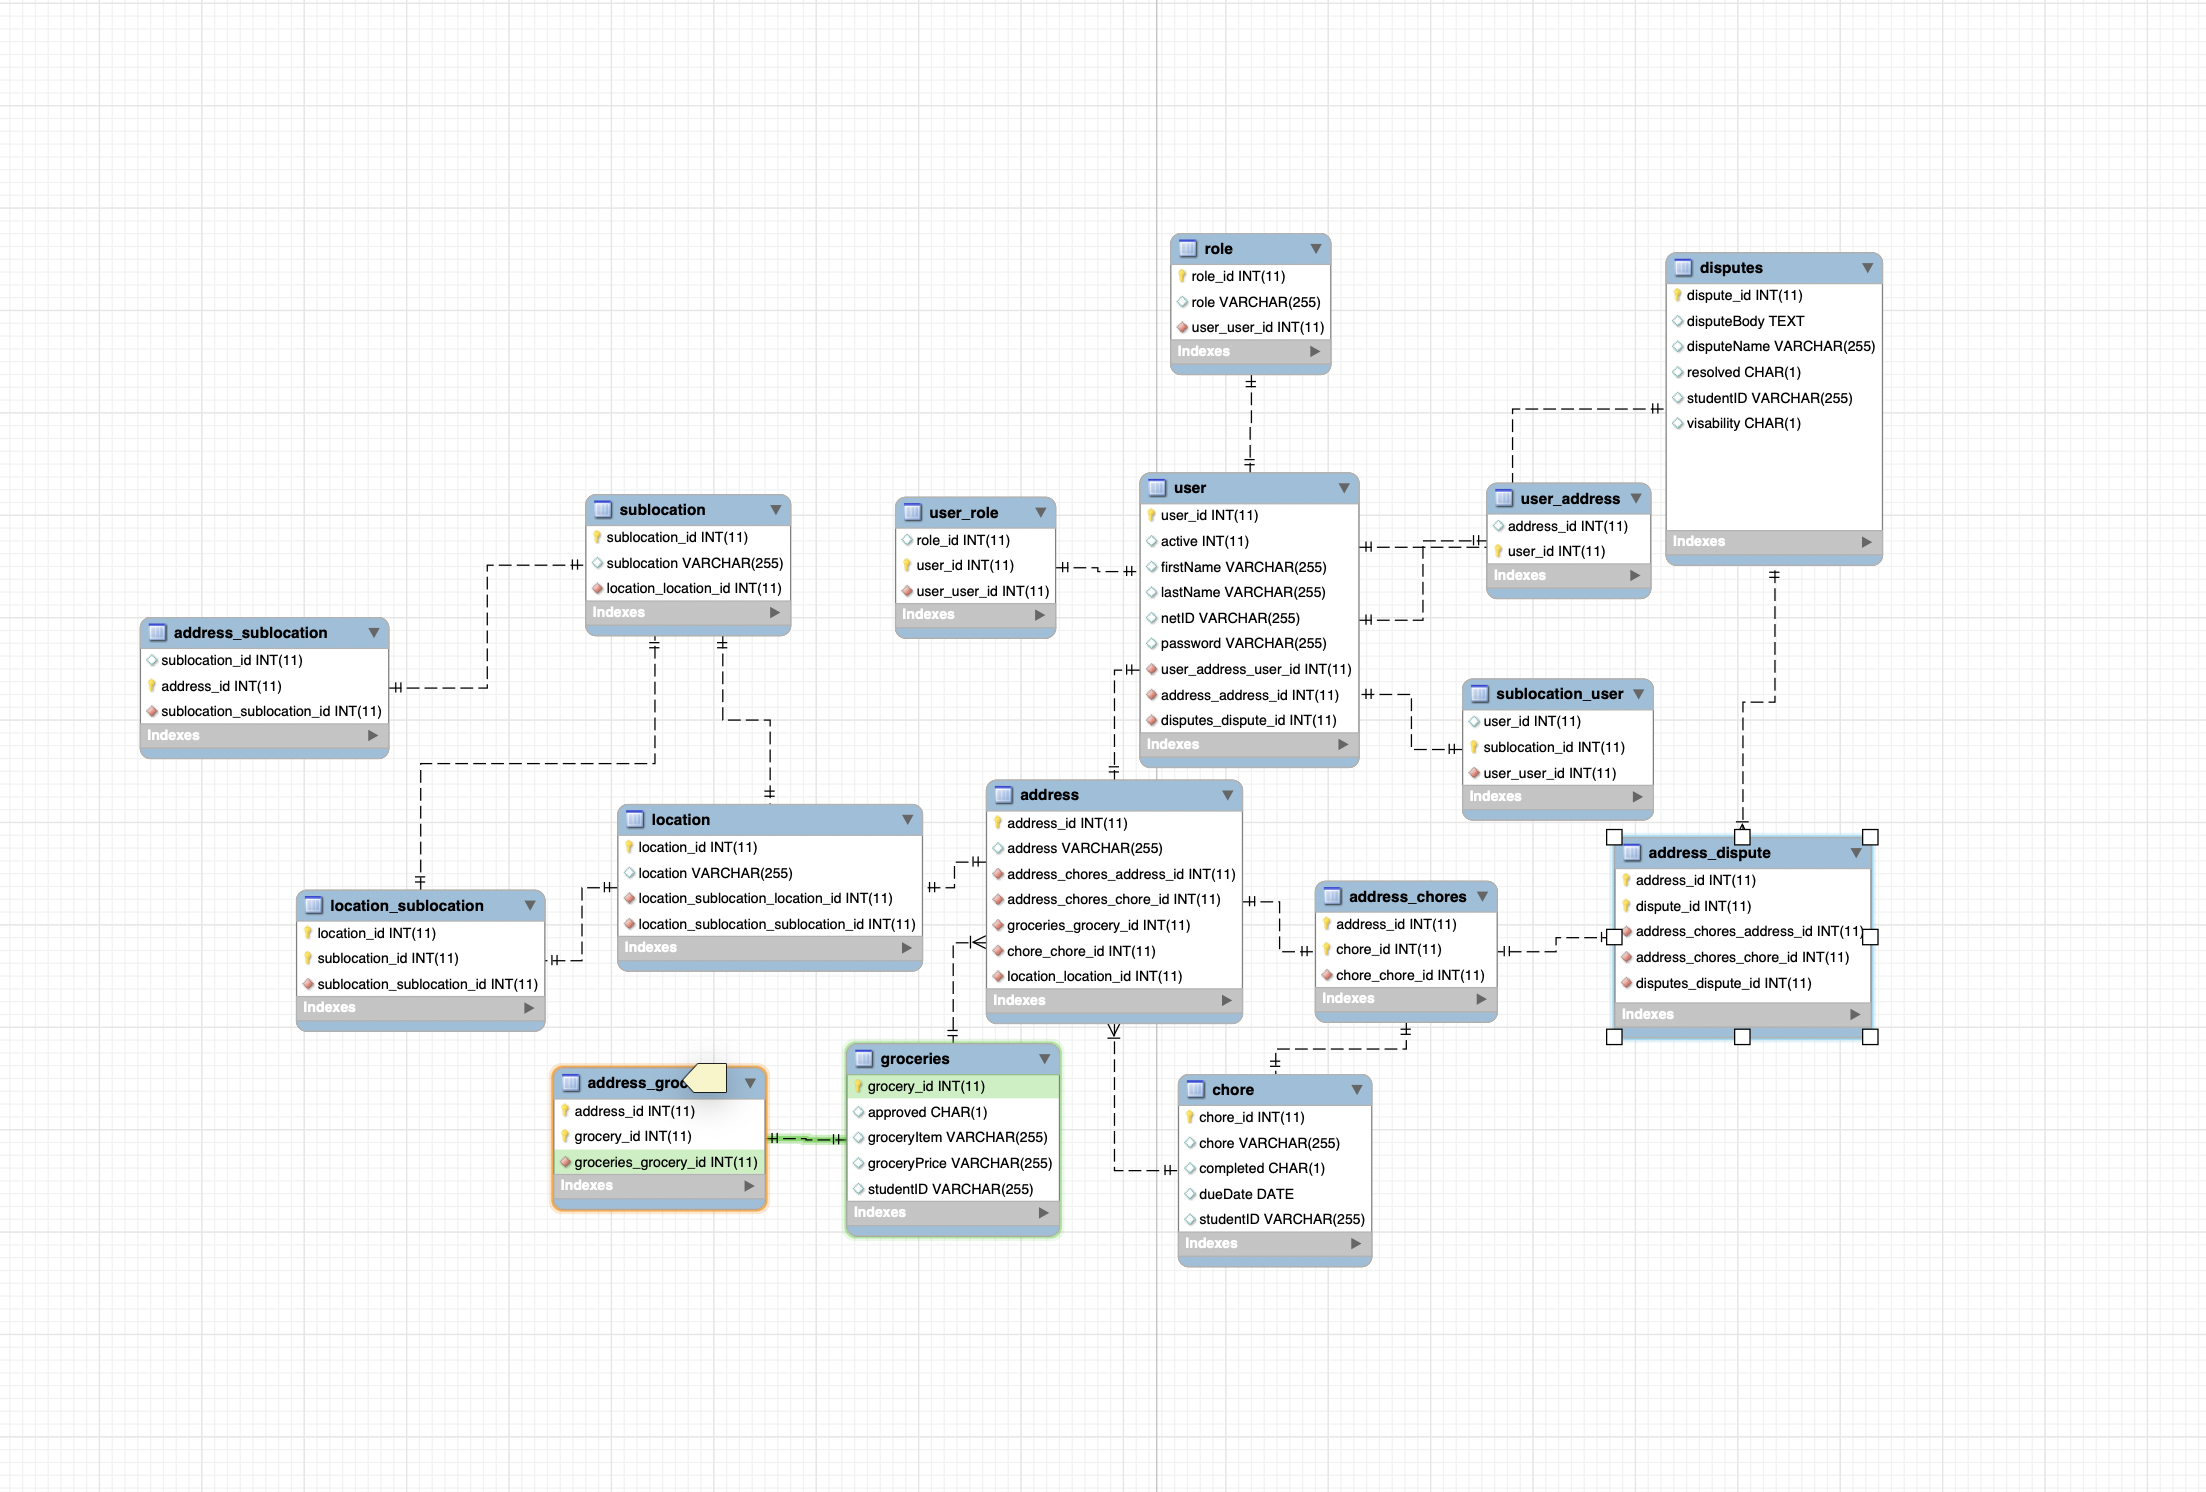 role
role_id INT(11)
role VARCHAR(255)
user_user_id INT(11)
Indexes
disputes
dispute_id INT(11)
disputeBody TEXT
disputeName VARCHAR(255)
resolved CHAR(1)
studentID VARCHAR(255)
visability CHAR(1)
Indexes
sublocation
sublocation_id INT(11)
sublocation VARCHAR(255)
location_location_id INT(11)
Indexes
user_role
role_id INT(11)
user_id INT(11)
user_user_id INT(11)
Indexes
user
user_id INT(11)
active INT(11)
firstName VARCHAR(255)
lastName VARCHAR(255)
netID VARCHAR(255)
password VARCHAR(255)
user_address_user_id INT(11)
address_address_id INT(11)
disputes_dispute_id INT(11)
Indexes
user_address
address_id INT(11)
user_id INT(11)
Indexes
address_sublocation
sublocation_id INT(11)
address_id INT(11)
sublocation_sublocation_id INT(11)
Indexes
sublocation_user
user_id INT(11)
sublocation_id INT(11)
user_user_id INT(11)
Indexes
location
location_id INT(11)
location VARCHAR(255)
location_sublocation_location_id INT(11)
location_sublocation_sublocation_id INT(11)
Indexes
address
address_id INT(11)
address VARCHAR(255)
address_chores_address_id INT(11)
address_chores_chore_id INT(11)
groceries_grocery_id INT(11)
chore_chore_id INT(11)
location_location_id INT(11)
Indexes
address_chores
address_id INT(11)
chore_id INT(11)
chore_chore_id INT(11)
Indexes
address_dispute
address_id INT(11)
dispute_id INT(11)
address_chores_address_id INT(11)
address_chores_chore_id INT(11)
disputes_dispute_id INT(11)
Indexes
location_sublocation
location_id INT(11)
sublocation_id INT(11)
sublocation_sublocation_id INT(11)
Indexes
address_id INT(11)
grocery_id INT(11)
groceries_grocery_id INT(11)
Indexes
groceries
grocery_id INT(11)
approved CHAR(1)
groceryItem VARCHAR(255)
groceryPrice VARCHAR(255)
studentID VARCHAR(255)
Indexes
chore
chore_id INT(11)
chore VARCHAR(255)
completed CHAR(1)
dueDate DATE
studentID VARCHAR(255)
Indexes